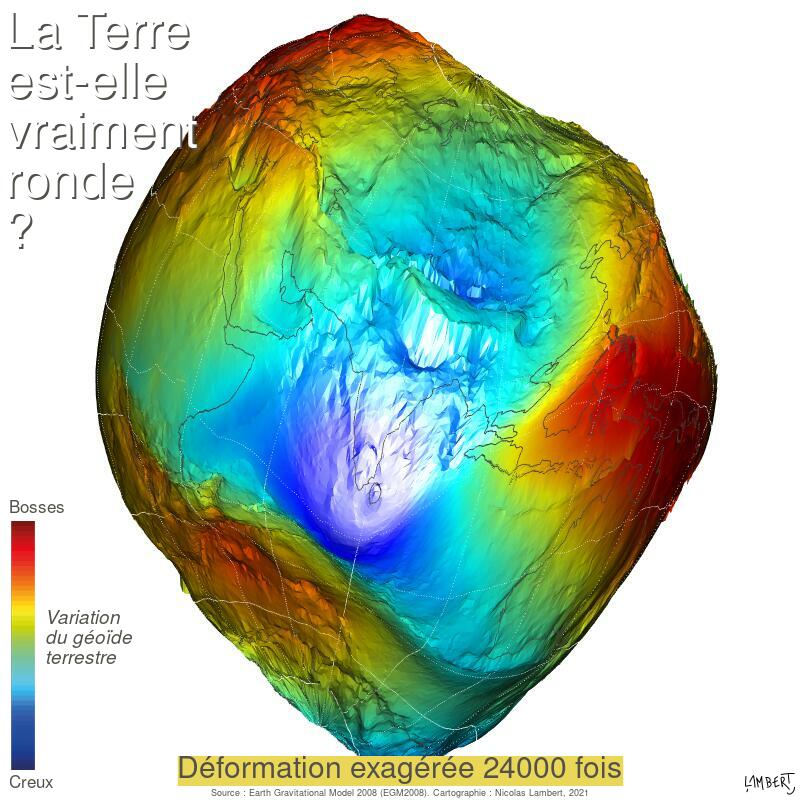 La Terre
est-elle
vraiment
ronde
?
Bosses
Variation
du géoïde
terrestre
Creux
Déformation exagérée 24000 fois
Source : Earth Gravitational Model 2008 (EGM2008). Cartographie : Nicolas Lambert, 2021
LAMBERT